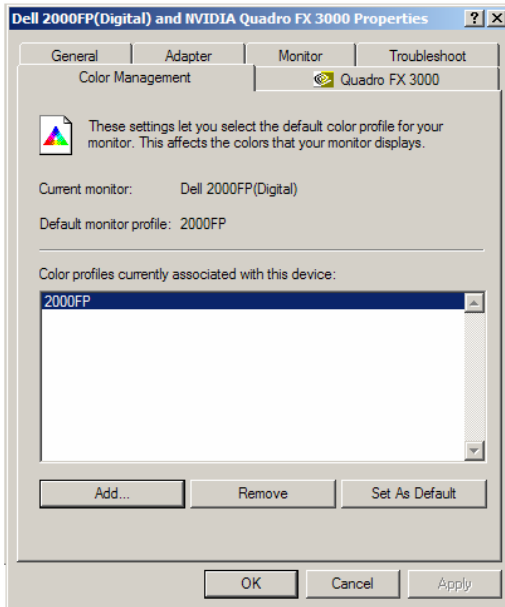 Dell 2000FP(Digital) and NVIDIA Quadro FX 3000 Properties
General Adapter Monitor Troubleshoot
Color Management Quadro FX 3000
These settings let you select the default color profile for your
monitor. This affects the colors that your monitor displays.
Current monitor: Dell 2000FP(Digital)
Default monitor profile: 2000FP
Color profiles currently associated with this device:
2000FP
Add... Remove Set As Default
OK Cancel Apply